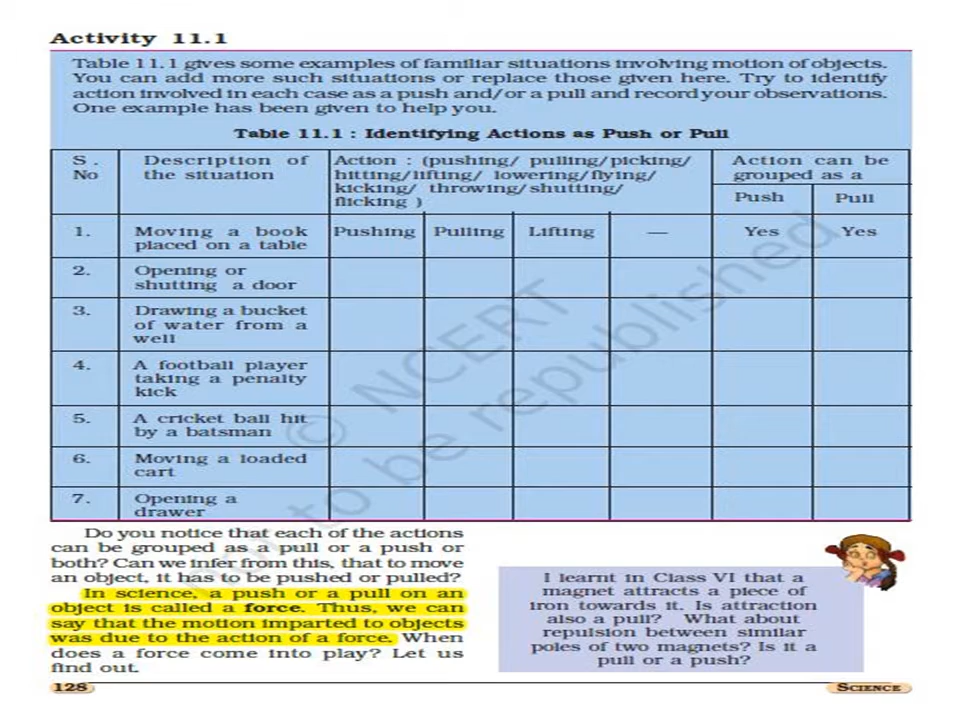 Activity 11.1
Table 11.1 gives some examples of familiar situations involving motion of objects.
You can add more such situations or replace those given here. Try to identify
action involved in each case as a push and/or a pull and record your observations.
One example has been given to help you.
Table 11.1 : Identifying Actions as Push or Pull
S .
No
Description of
the situation
Action : (pushing/ pulling/picking/
hitting/lifting/ lowering/flying/
kicking/ throwing/shutting/
flicking )
Action can be
grouped as a
Push Pull
1. Moving a book
placed on a table
Pushing Pulling Lifting — Yes Yes
2. Opening or
shutting a door
3. Drawing a bucket
of water from a
well
4. A football player
taking a penalty
kick
5. A cricket ball hit
by a batsman
6. Moving a loaded
cart
7. Opening a
drawer
© NCERT
not to be republished
Do you notice that each of the actions
can be grouped as a pull or a push or
both? Can we infer from this, that to move
an object, it has to be pushed or pulled?
In science, a push or a pull on an
object is called a force. Thus, we can
say that the motion imparted to objects
was due to the action of a force. When
does a force come into play? Let us
find out.
I learnt in Class VI that a
magnet attracts a piece of
iron towards it. Is attraction
also a pull? What about
repulsion between similar
poles of two magnets? Is it a
pull or a push?
128
SCIENCE